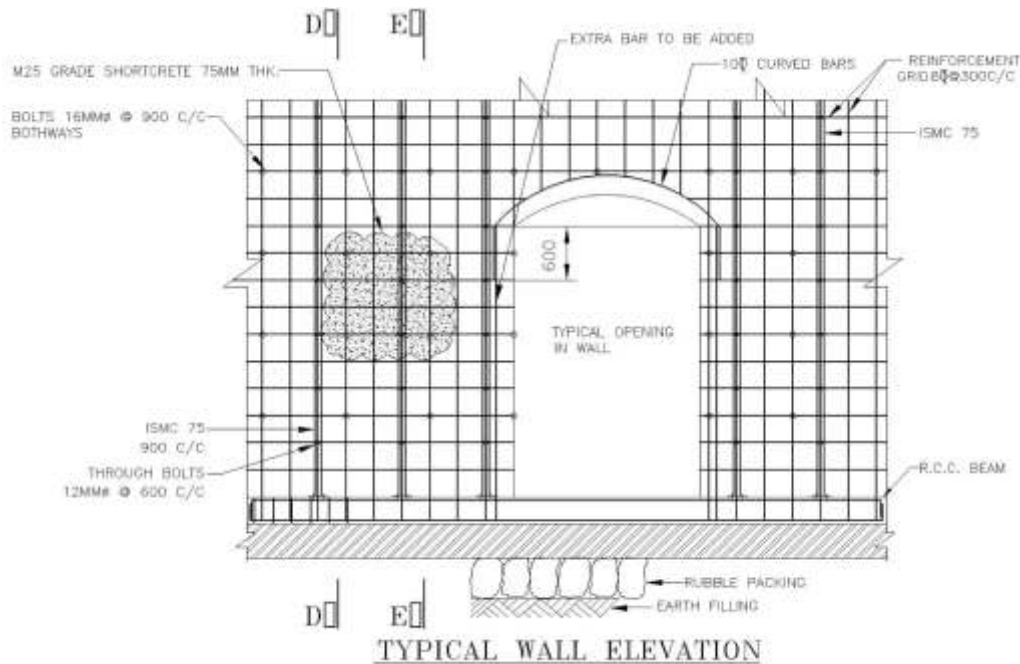 D E
EXTRA BAR TO BE ADDED
M25 GRADE SHORTCRETE 75MM THK.
10Φ CURVED BARS
REINFORCEMENT
GRID 8Φ@300C/C
BOLTS 16MM# @ 900 C/C
BOTHWAYS
ISMC 75
600
TYPICAL OPENING
IN WALL
ISMC 75
900 C/C
THROUGH BOLTS
12MM# @ 600 C/C
R.C.C. BEAM
RUBBLE PACKING
EARTH FILLING
D E
TYPICAL WALL ELEVATION